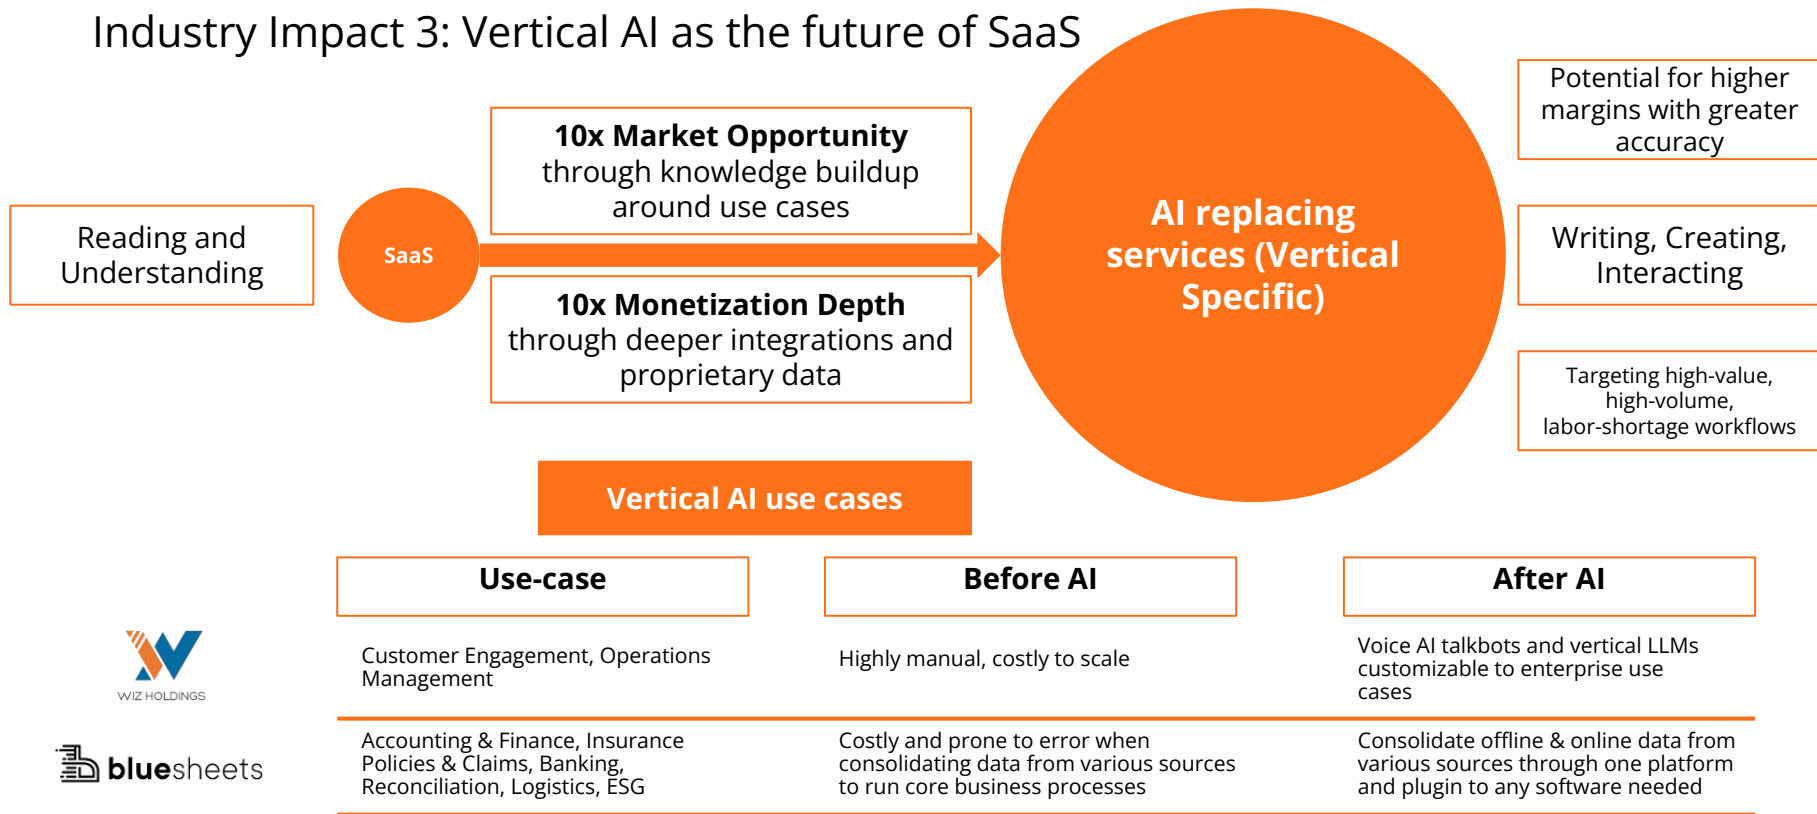 Industry Impact 3: Vertical AI as the future of SaaS
Reading and
Understanding
SaaS
10x Market Opportunity
through knowledge buildup
around use cases
10x Monetization Depth
through deeper integrations and
proprietary data
AI replacing
services (Vertical
Specific)
Potential for higher
margins with greater
accuracy
Writing, Creating,
Interacting
Targeting high-value,
high-volume,
labor-shortage workflows
Vertical AI use cases
Use-case
Before AI
After AI
WIZ HOLDINGS
Customer Engagement, Operations
Management
Highly manual, costly to scale
Voice AI talkbots and vertical LLMs
customizable to enterprise use
cases
bluesheets
Accounting & Finance, Insurance
Policies & Claims, Banking,
Reconciliation, Logistics, ESG
Costly and prone to error when
consolidating data from various sources
to run core business processes
Consolidate offline & online data from
various sources through one platform
and plugin to any software needed